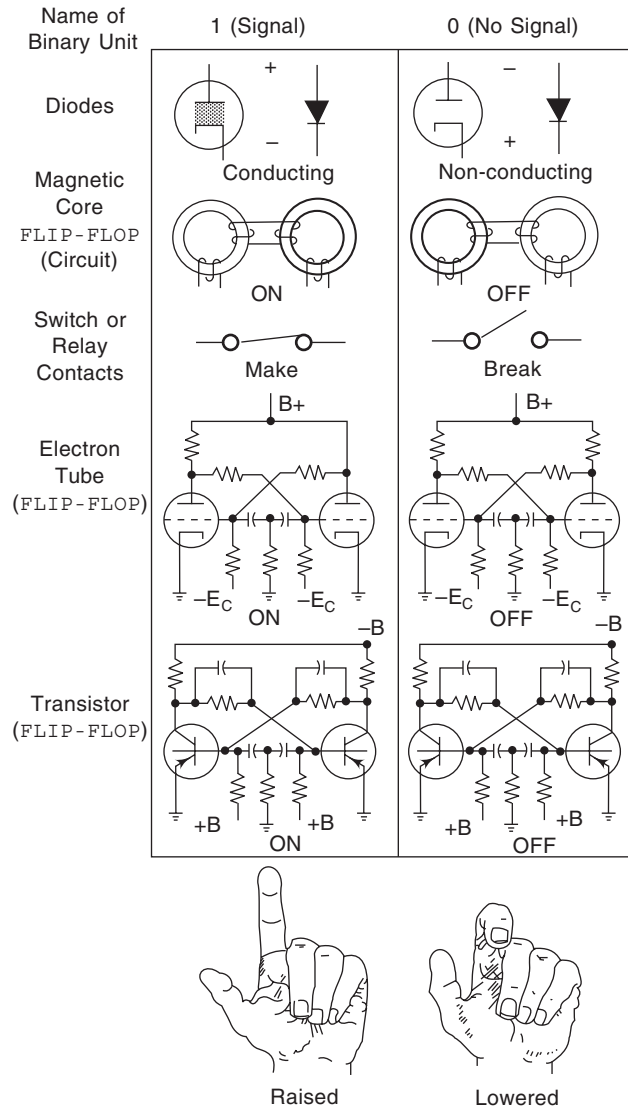 Name of
Binary Unit
1 (Signal)
0 (No Signal)
Diodes
+
–
Conducting
–
+
Non-conducting
Magnetic
Core
FLIP-FLOP
(Circuit)
ON
OFF
Switch or
Relay
Contacts
Make
Break
Electron
Tube
(FLIP-FLOP)
B+
–EC
–EC
ON
B+
–EC
–EC
OFF
Transistor
(FLIP-FLOP)
–B
+B
+B
ON
–B
+B
+B
OFF
Raised
Lowered